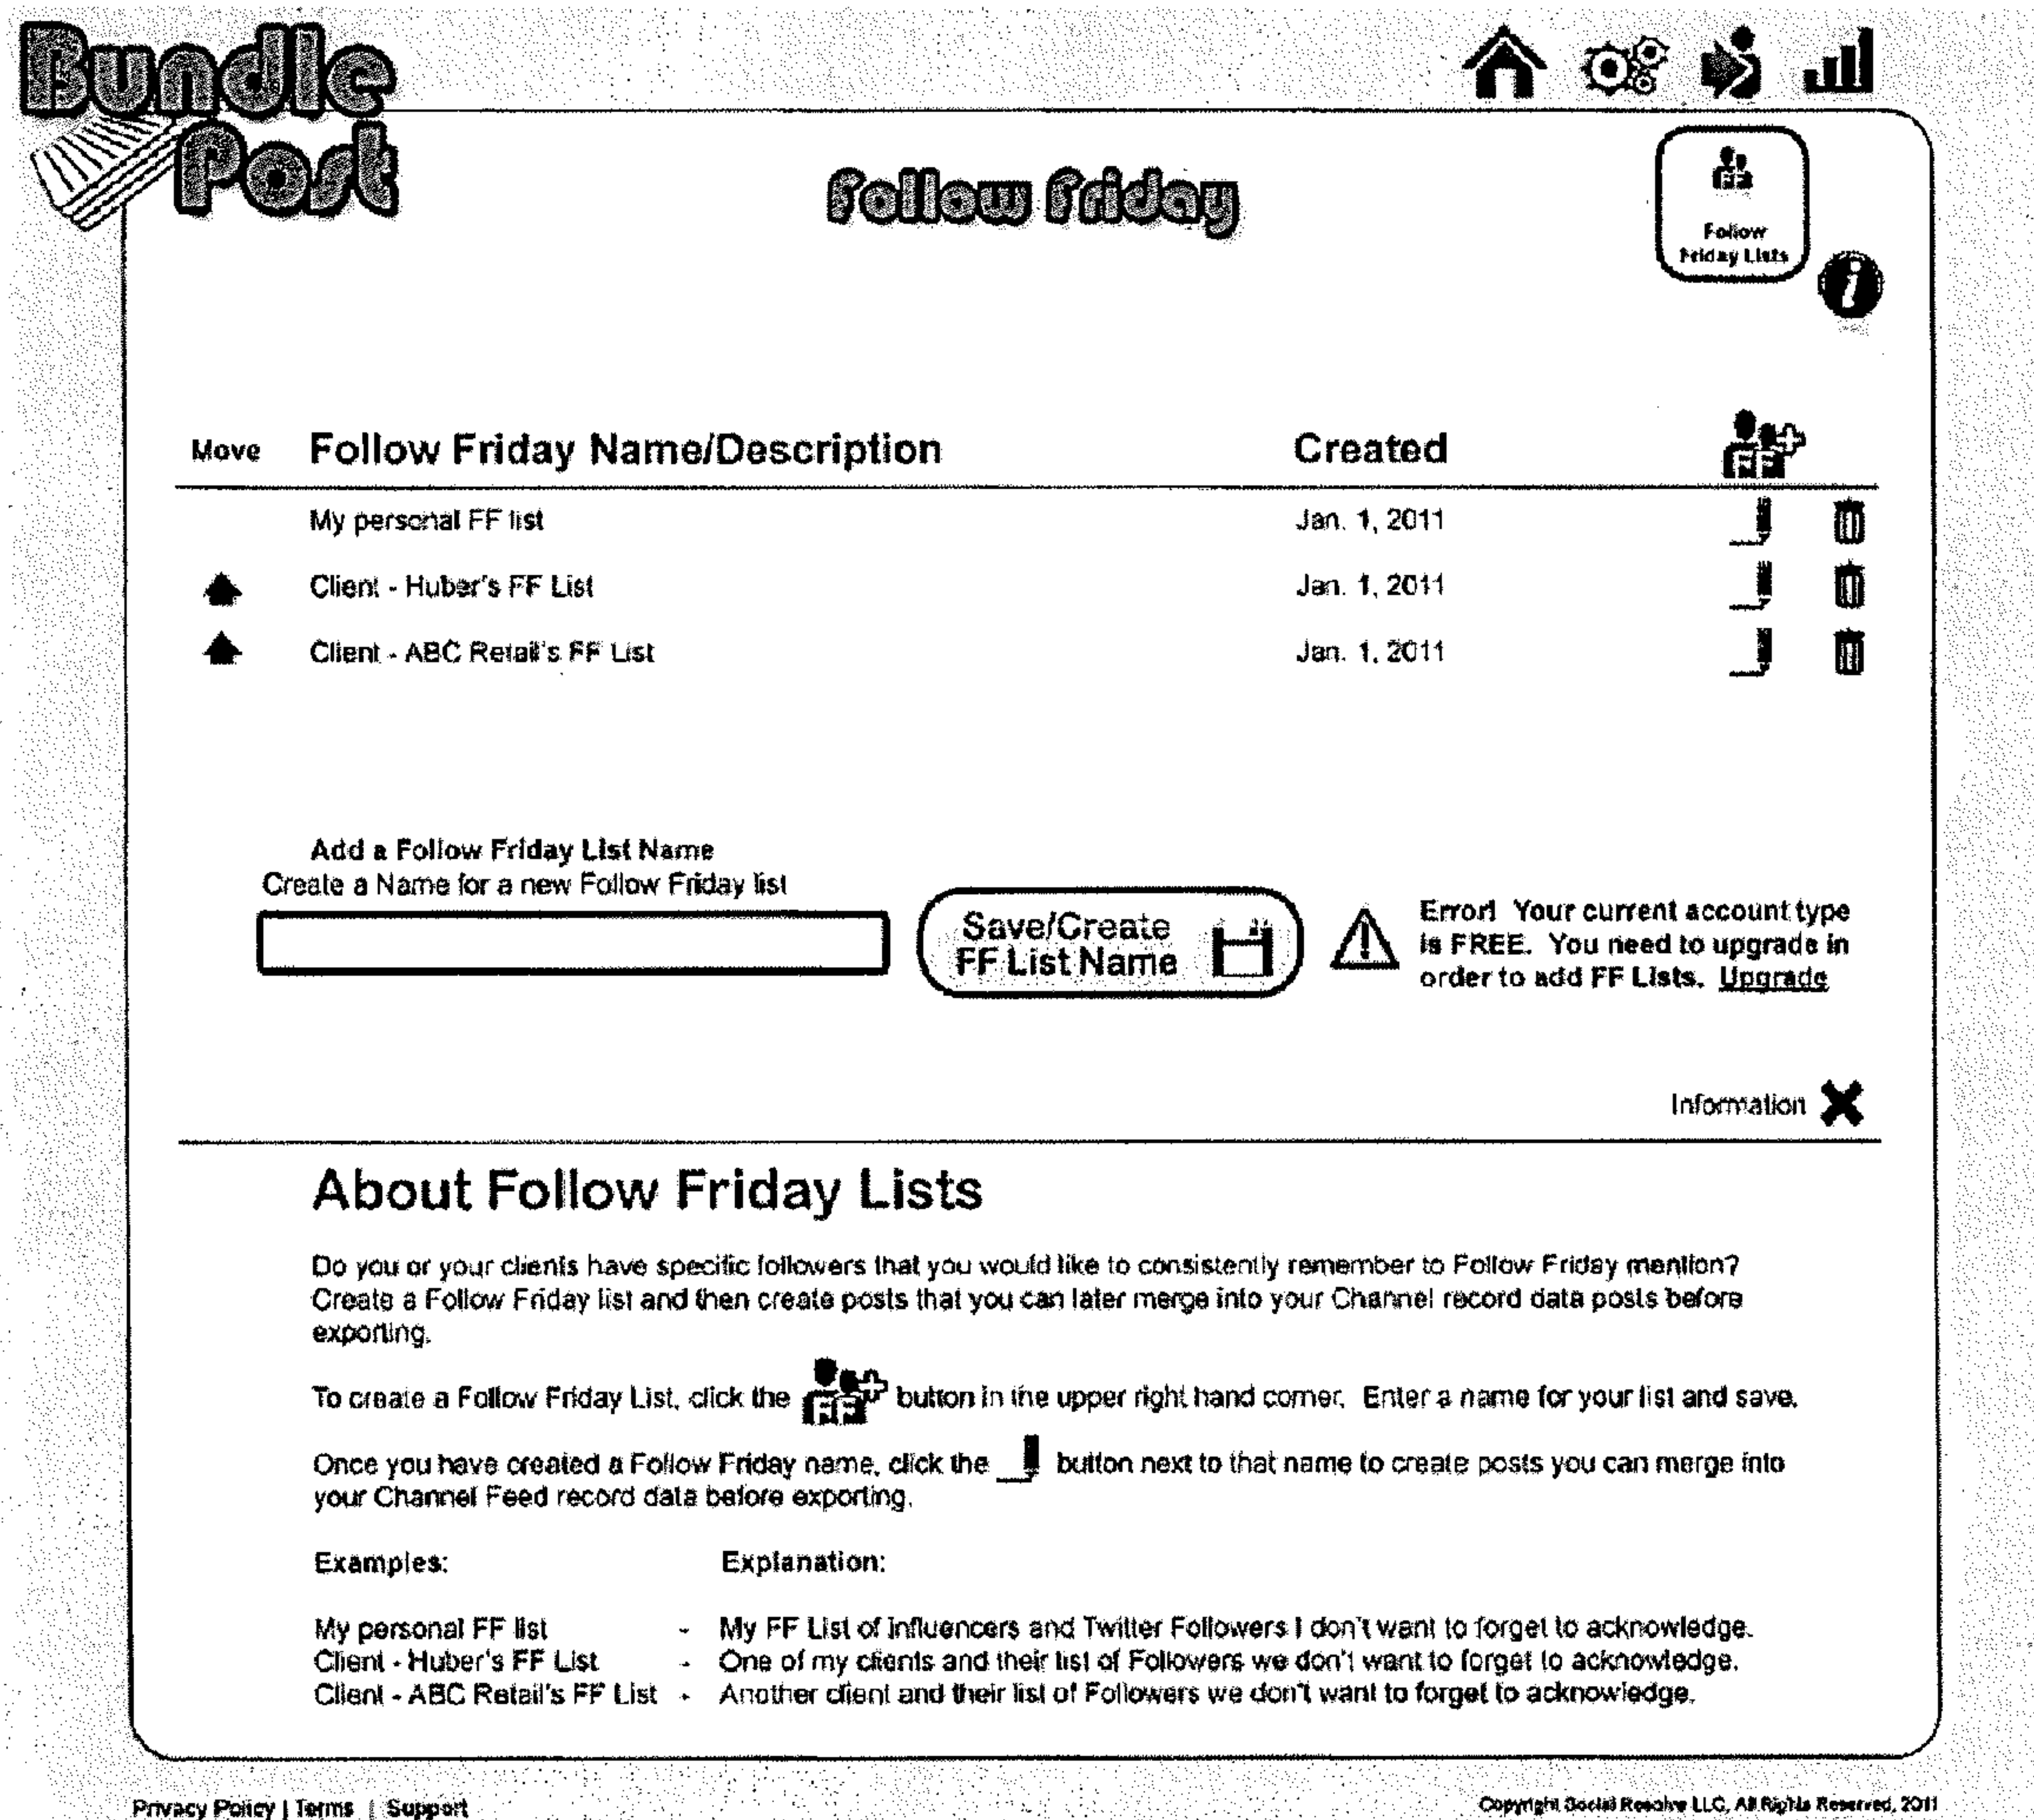 Bundle
Post
Follow Friday
FF
Follow
Friday Lists
i
Move Follow Friday Name/Description Created FF+
My personal FF list Jan. 1, 2011
Client - Huber's FF List Jan. 1, 2011
Client - ABC Retail's FF List Jan. 1, 2011
Add a Follow Friday List Name
Create a Name for a new Follow Friday list
Save/Create
FF List Name
Error! Your current account type
is FREE. You need to upgrade in
order to add FF Lists. Upgrade
Information
About Follow Friday Lists
Do you or your clients have specific followers that you would like to consistently remember to Follow Friday mention?
Create a Follow Friday list and then create posts that you can later merge into your Channel record data posts before
exporting.
To create a Follow Friday List, click the FF+ button in the upper right hand corner. Enter a name for your list and save.
Once you have created a Follow Friday name, click the button next to that name to create posts you can merge into
your Channel Feed record data before exporting.
Examples: Explanation:
My personal FF list - My FF List of influencers and Twitter Followers I don't want to forget to acknowledge.
Client - Huber's FF List - One of my clients and their list of Followers we don't want to forget to acknowledge.
Client - ABC Retail's FF List - Another client and their list of Followers we don't want to forget to acknowledge.
Privacy Policy | Terms | Support
Copyright Social Resolve LLC, All Rights Reserved, 2011